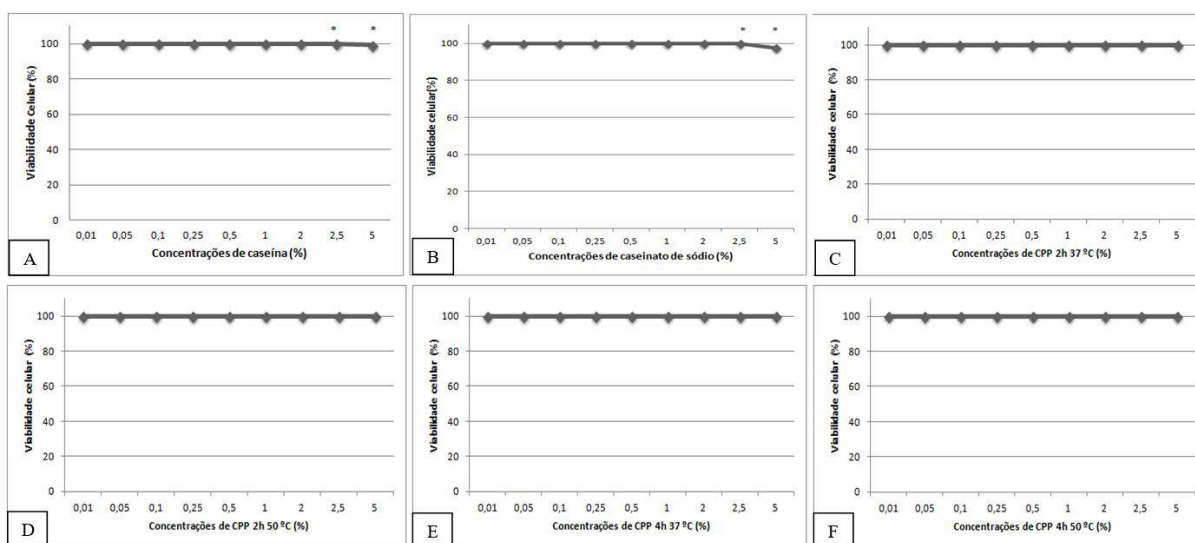 * *
Viabilidade Celular (%)
100
80
60
40
20
0
0,01 0,05 0,1 0,25 0,5 1 2 2,5 5
Concentrações de caseína (%)
A
* *
Viabilidade celular(%)
100
80
60
40
20
0
0,01 0,05 0,1 0,25 0,5 1 2 2,5 5
Concentrações de caseinato de sódio (%)
B
Viabilidade celular (%)
100
80
60
40
20
0
0,01 0,05 0,1 0,25 0,5 1 2 2,5 5
Concentrações de CPP 2h 37 ºC (%)
C
Viabilidade celular (%)
100
80
60
40
20
0
0,01 0,05 0,1 0,25 0,5 1 2 2,5 5
Concentrações de CPP 2h 50 ºC (%)
D
Viabilidade celular (%)
100
80
60
40
20
0
0,01 0,05 0,1 0,25 0,5 1 2 2,5 5
Concentrações de CPP 4h 37 ºC (%)
E
Viabilidade celular (%)
100
80
60
40
20
0
0,01 0,05 0,1 0,25 0,5 1 2 2,5 5
Concentrações de CPP 4h 50 ºC (%)
F